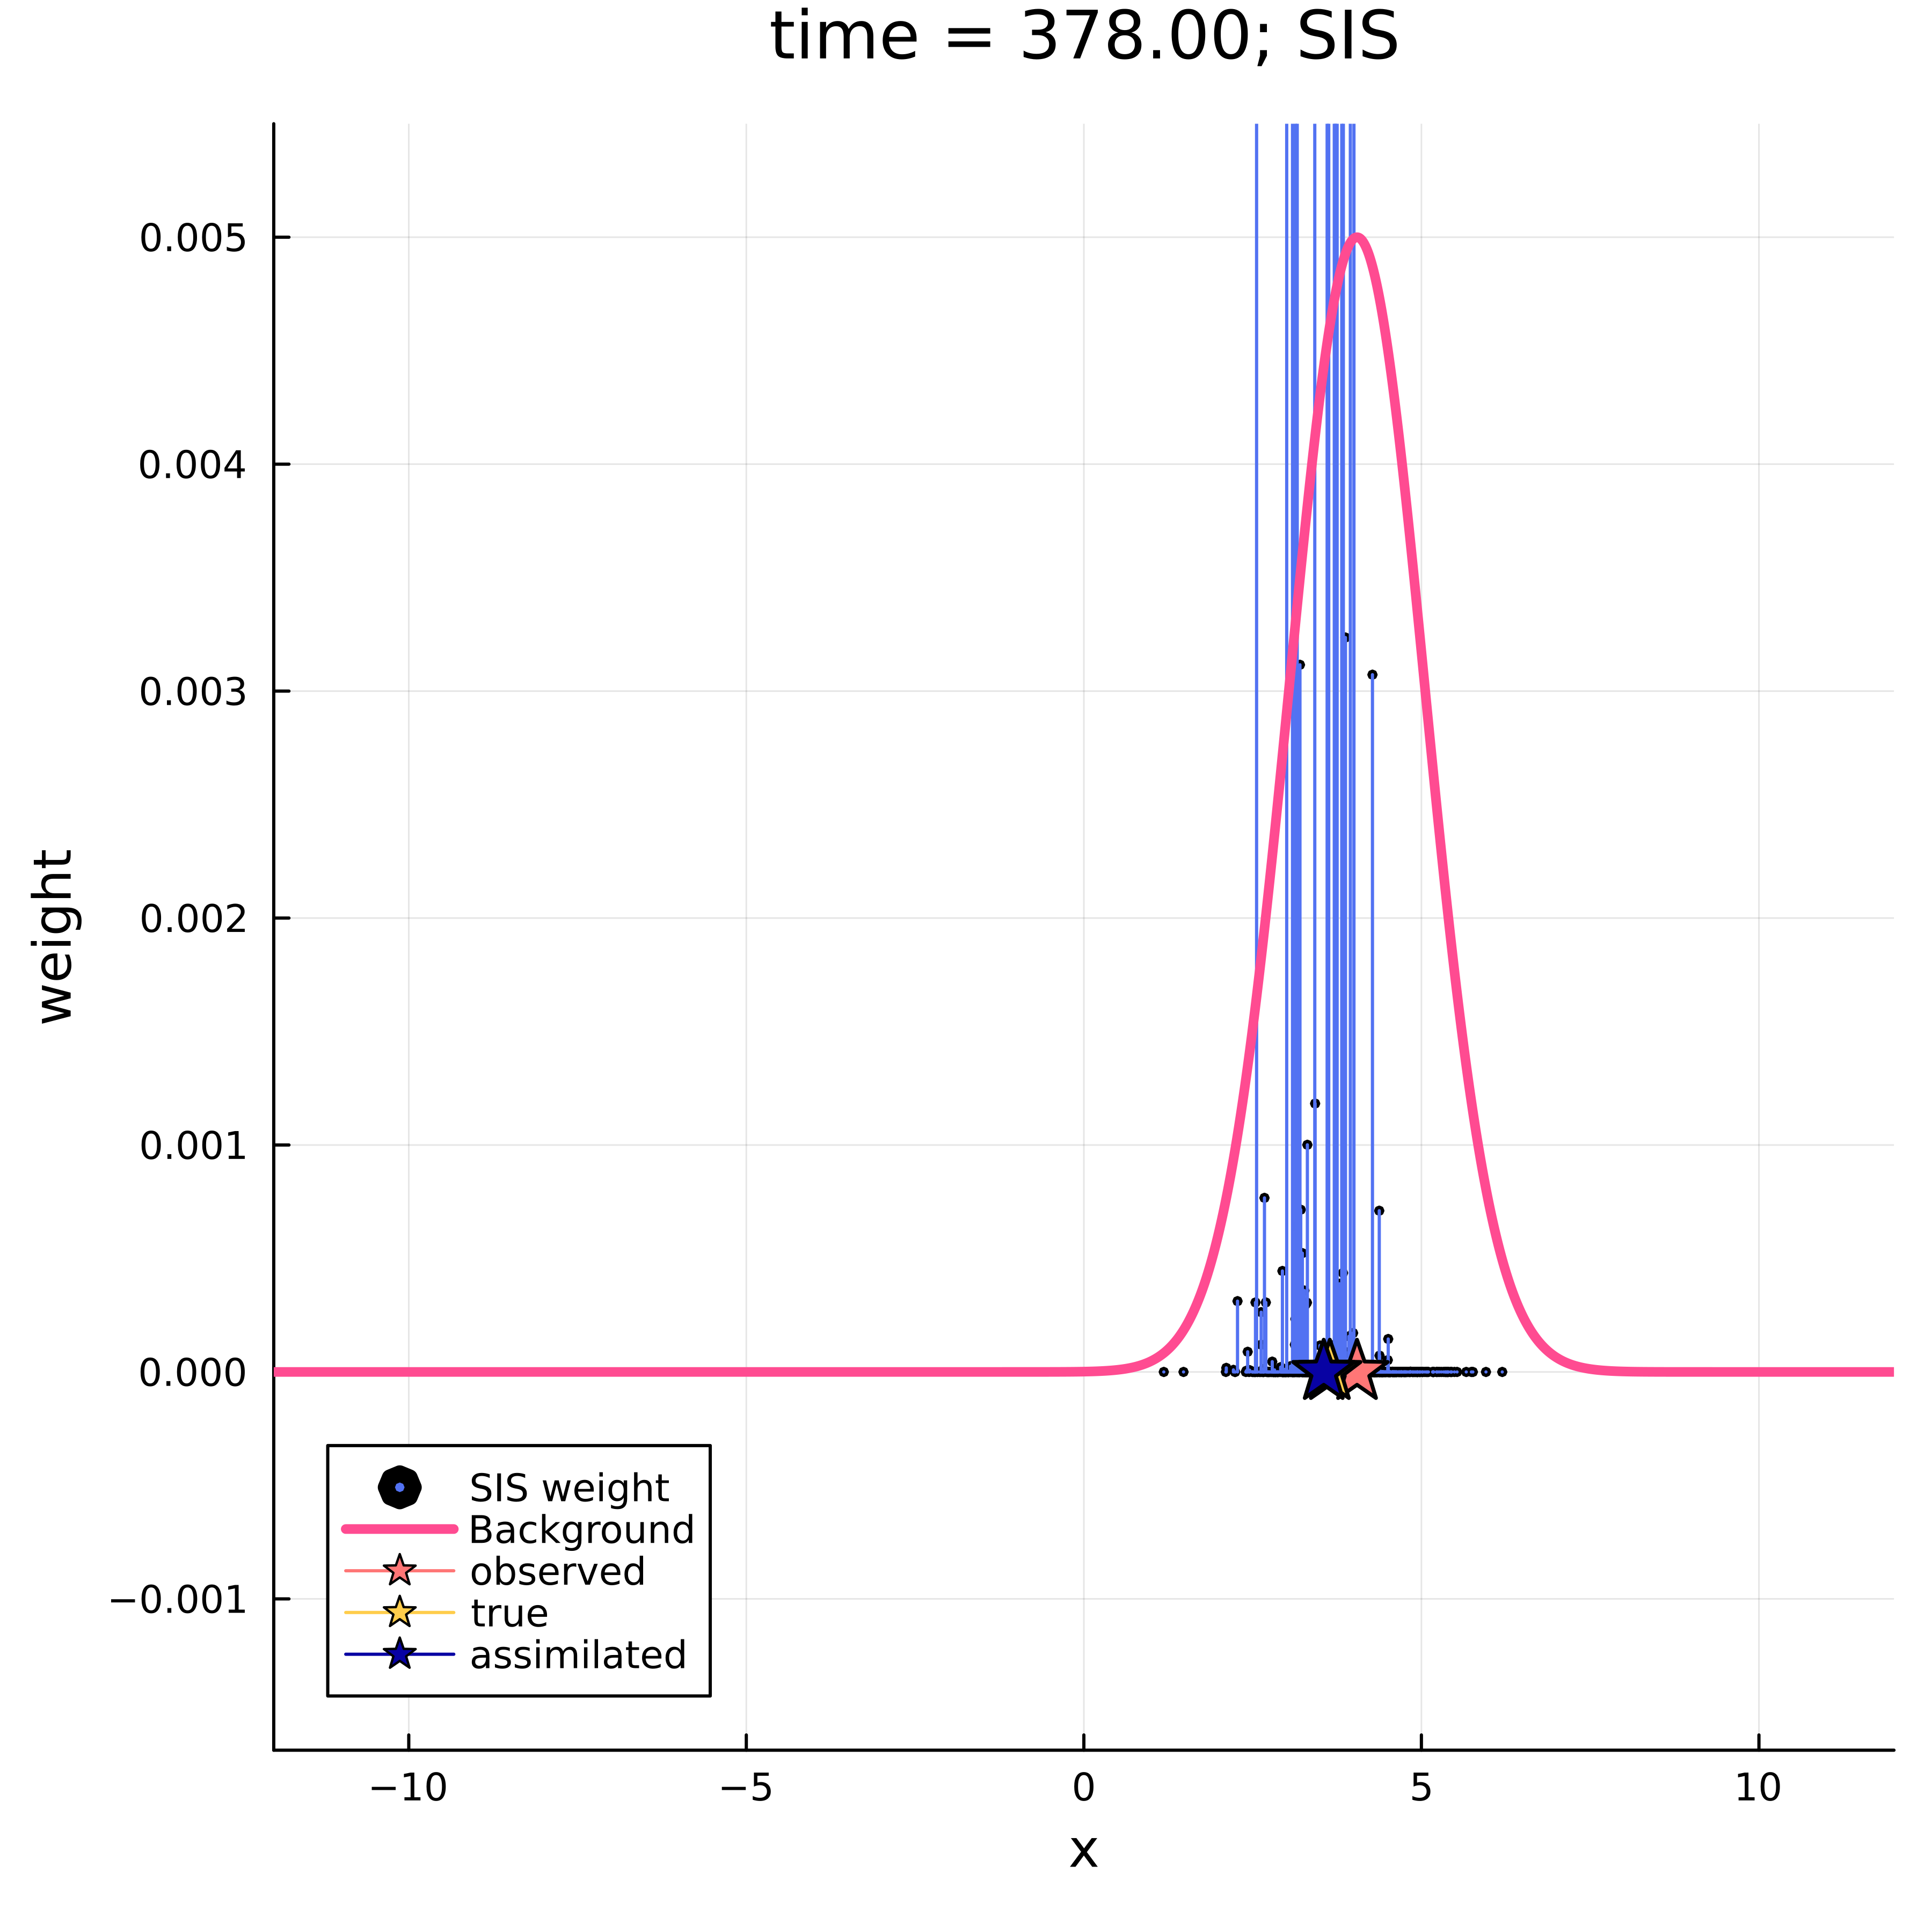 time = 378.00; SIS
weight
0.005
0.004
0.003
0.002
0.001
0.000
−0.001
SIS weight
Background
observed
true
assimilated
−10
−5
0
5
10
x